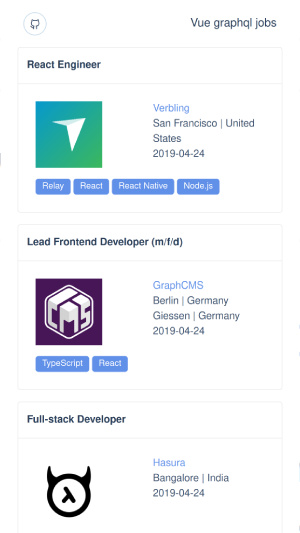 Vue graphql jobs
React Engineer
Verbling
San Francisco | United
States
2019-04-24
Relay React React Native Node.js
Lead Frontend Developer (m/f/d)
CMS
GraphCMS
Berlin | Germany
Giessen | Germany
2019-04-24
TypeScript React
Full-stack Developer
λ
Hasura
Bangalore | India
2019-04-24